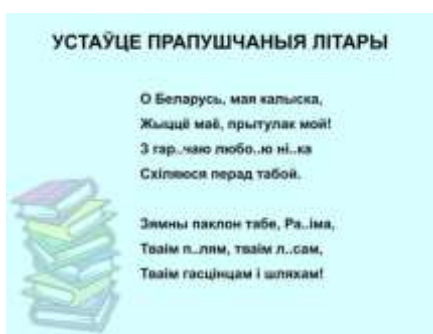 УСТАЎЦЕ ПРАПУШЧАНЫЯ ЛІТАРЫ
О Беларусь, мая калыска,
Жыццё маё, прытулак мой!
З гар..чаю любо..ю ні..ка
Схіляюся перад табой.
Зямны паклон табе, Ра..іма,
Тваім п..лям, тваім л..сам,
Тваім гасцінцам і шляхам!